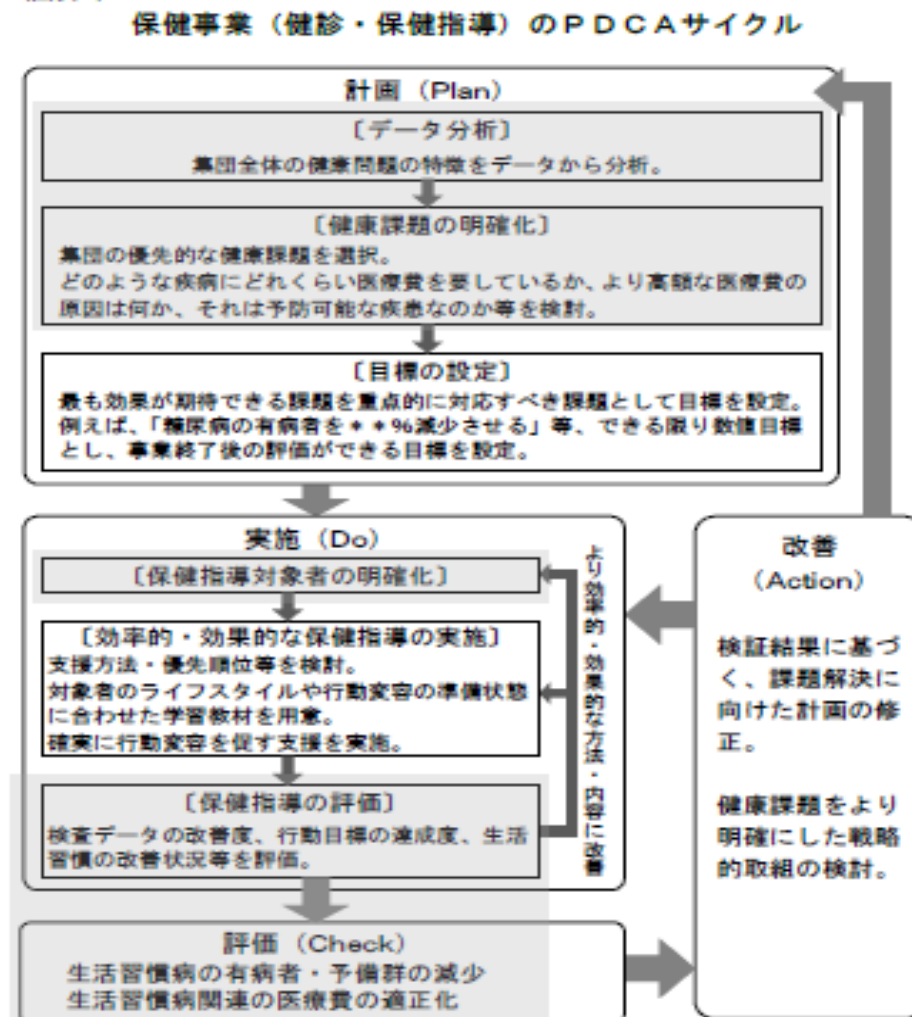 保健事業（健診・保健指導）のＰＤＣＡサイクル
計画（Plan）
〔データ分析〕
集団全体の健康問題の特徴をデータから分析。
〔健康課題の明確化〕
集団の優先的な健康課題を選択。
どのような疾病にどれくらい医療費を要しているか、より高額な医療費の
原因は何か、それは予防可能な疾患なのか等を検討。
〔目標の設定〕
最も効果が期待できる課題を重点的に対応すべき課題として目標を設定。
例えば、「糖尿病の有病者を＊＊%減少させる」等、できる限り数値目標
とし、事業終了後の評価ができる目標を設定。
実施（Do）
〔保健指導対象者の明確化〕
〔効率的・効果的な保健指導の実施〕
支援方法・優先順位等を検討。
対象者のライフスタイルや行動変容の準備状態
に合わせた学習教材を用意。
確実に行動変容を促す支援を実施。
〔保健指導の評価〕
検査データの改善度、行動目標の達成度、生活
習慣の改善状況等を評価。
より効率的・効果的な方法・内容に改善
改善
（Action）
検証結果に基づ
く、課題解決に
向けた計画の修
正。
健康課題をより
明確にした戦略
的取組の検討。
評価（Check）
生活習慣病の有病者・予備群の減少
生活習慣病関連の医療費の適正化